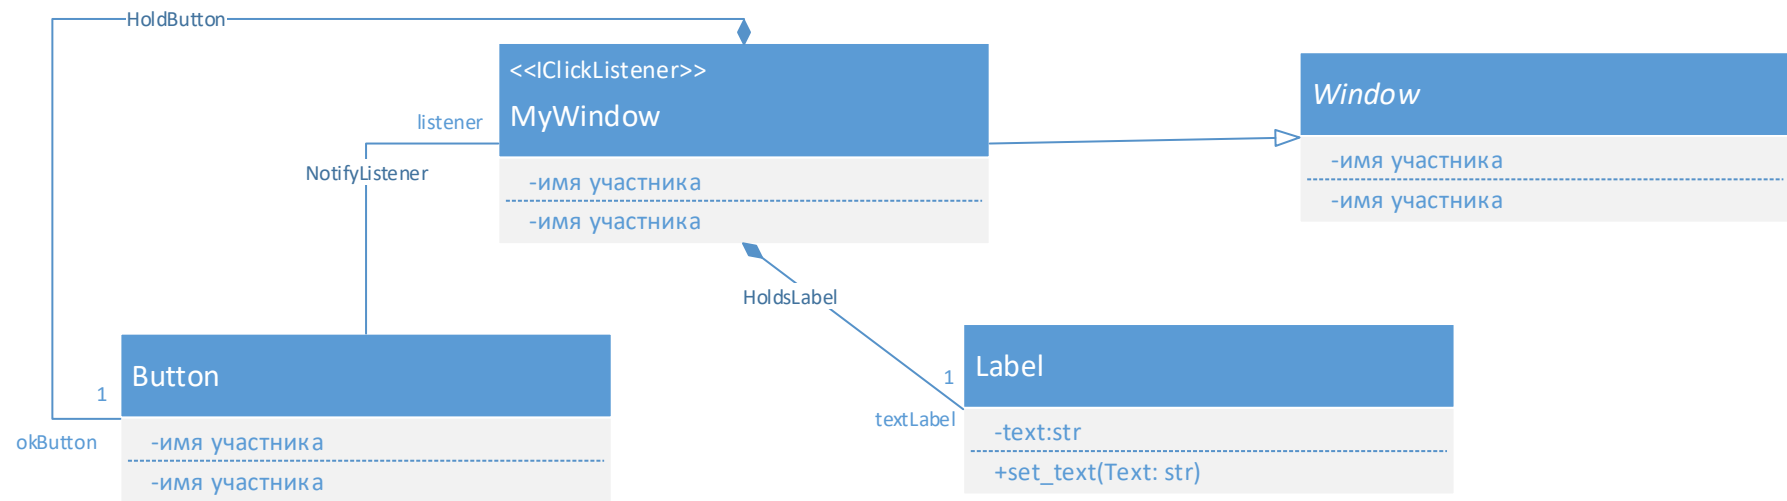 HoldButton
<<IClickListener>>
MyWindow
Window
listener
NotifyListener
-имя участника
-имя участника
-имя участника
-имя участника
HoldsLabel
Button
1
okButton
-имя участника
-имя участника
Label
1
textLabel
-text:str
+set_text(Text: str)